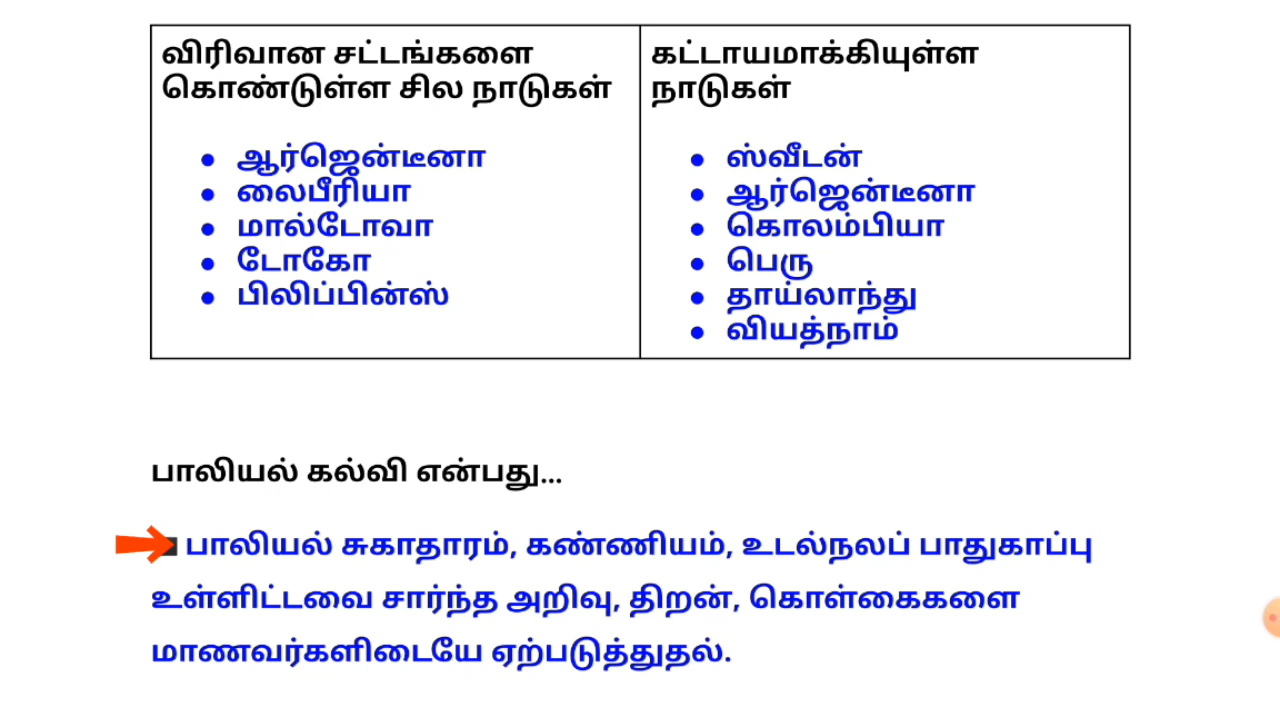 விரிவான சட்டங்களை
கொண்டுள்ள சில நாடுகள்
● ஆர்ஜென்டீனா
● லைபீரியா
● மால்டோவா
● டோகோ
● பிலிப்பின்ஸ்
கட்டாயமாக்கியுள்ள
நாடுகள்
● ஸ்வீடன்
● ஆர்ஜென்டீனா
● கொலம்பியா
● பெரு
● தாய்லாந்து
● வியத்நாம்
பாலியல் கல்வி என்பது...
பாலியல் சுகாதாரம், கண்ணியம், உடல்நலப் பாதுகாப்பு
உள்ளிட்டவை சார்ந்த அறிவு, திறன், கொள்கைகளை
மாணவர்களிடையே ஏற்படுத்துதல்.